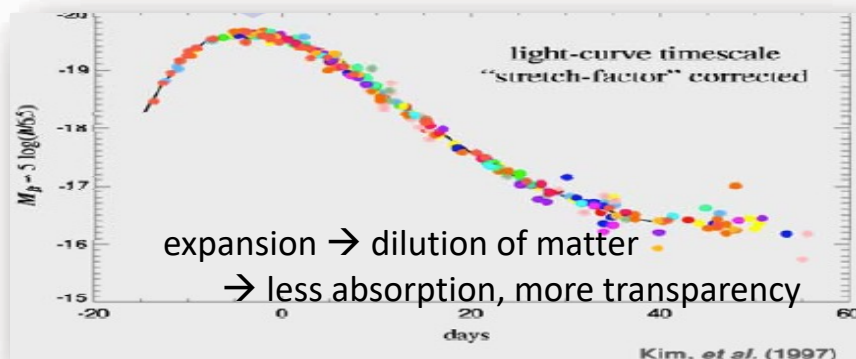 -20
light-curve timescale
"stretch-factor" corrected
-19
-18
-17
-16
-15
expansion → dilution of matter
→ less absorption, more transparency
-20 0 20 40 60
days
Kim, et al. (1997)